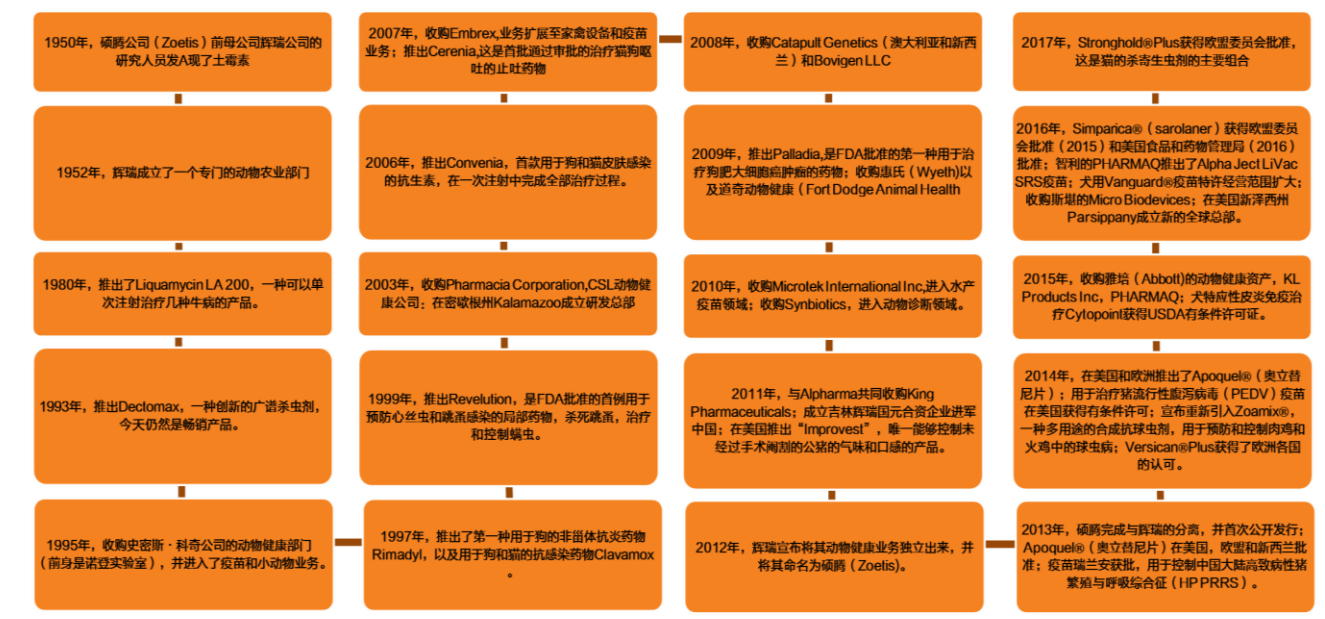 1950年，硕腾公司（Zoetis）前母公司辉瑞公司的
研究人员发A现了土霉素
1952年，辉瑞成立了一个专门的动物农业部门
1980年，推出了Liquamycin LA 200，一种可以单
次注射治疗几种牛病的产品。
1993年，推出Dectomax，一种创新的广谱杀虫剂，
今天仍然是畅销产品。
1995年，收购史密斯·科奇公司的动物健康部门
（前身是诺登实验室），并进入了疫苗和小动物业务。
1997年，推出了第一种用于狗的非甾体抗炎药物
Rimadyl，以及用于狗和猫的抗感染药物Clavamox
。
1999年，推出Revelution，是FDA批准的首例用于
预防心丝虫和跳蚤感染的局部药物，杀死跳蚤，治疗
和控制螨虫。
2003年，收购Pharmacia Corporation,CSL动物健
康公司；在密歇根州Kalamazoo成立研发总部
2006年，推出Convenia，首款用于狗和猫皮肤感染
的抗生素，在一次注射中完成全部治疗过程。
2007年，收购Embrex,业务扩展至家禽设备和疫苗
业务；推出Cerenia,这是首批通过审批的治疗猫狗呕
吐的止吐药物
2008年，收购Catapult Genetics（澳大利亚和新西
兰）和Bovigen LLC
2009年，推出Palladia,是FDA批准的第一种用于治
疗狗肥大细胞癌肿瘤的药物；收购惠氏（Wyeth)以
及道奇动物健康（Fort Dodge Animal Health
2010年，收购Microtek International Inc,进入水产
疫苗领域；收购Synbiotics，进入动物诊断领域。
2011年，与Alpharma共同收购King
Pharmaceuticals；成立吉林辉瑞国元合资企业进军
中国；在美国推出“Improvest”，唯一能够控制未
经过手术阉割的公猪的气味和口感的产品。
2012年，辉瑞宣布将其动物健康业务独立出来，并
将其命名为硕腾（Zoetis)。
2013年，硕腾完成与辉瑞的分离，并首次公开发行；
Apoquel®（奥立替尼片）在美国，欧盟和新西兰批
准；疫苗瑞兰安获批，用于控制中国大陆高致病性猪
繁殖与呼吸综合征（HP PRRS）。
2014年，在美国和欧洲推出了Apoquel®（奥立替
尼片）；用于治疗猪流行性腹泻病毒（PEDV）疫苗
在美国获得有条件许可；宣布重新引入Zoamix®，
一种多用途的合成抗球虫剂，用于预防和控制肉鸡和
火鸡中的球虫病；Versican®Plus获得了欧洲各国
的认可。
2015年，收购雅培（Abbott)的动物健康资产，KL
Products Inc，PHARMAQ；犬特应性皮炎免疫治
疗Cytopoint获得USDA有条件许可证。
2016年，Simparica®（sarolaner）获得欧盟委员
会批准（2015）和美国食品和药物管理局（2016）
批准；智利的PHARMAQ推出了Alpha Ject LiVac
SRS疫苗；犬用Vanguard®疫苗特许经营范围扩大；
收购斯堪的Micro Biodevices；在美国新泽西州
Parsippany成立新的全球总部。
2017年，Stronghold®Plus获得欧盟委员会批准，
这是猫的杀寄生虫剂的主要组合